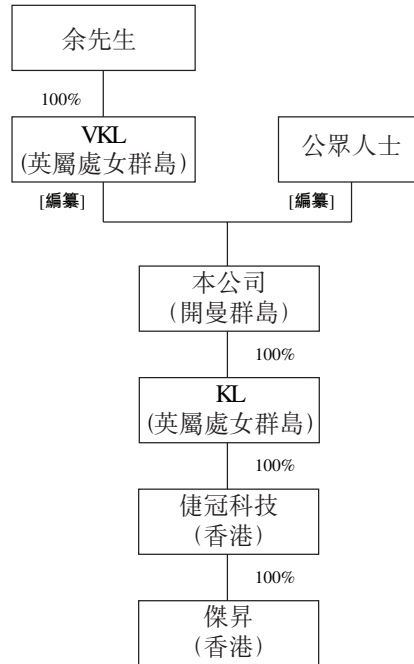 余先生
100%
VKL
(英屬處女群島)
公眾人士
[編纂]
[編纂]
本公司
(開曼群島)
100%
KL
(英屬處女群島)
100%
倢冠科技
(香港)
100%
傑昇
(香港)